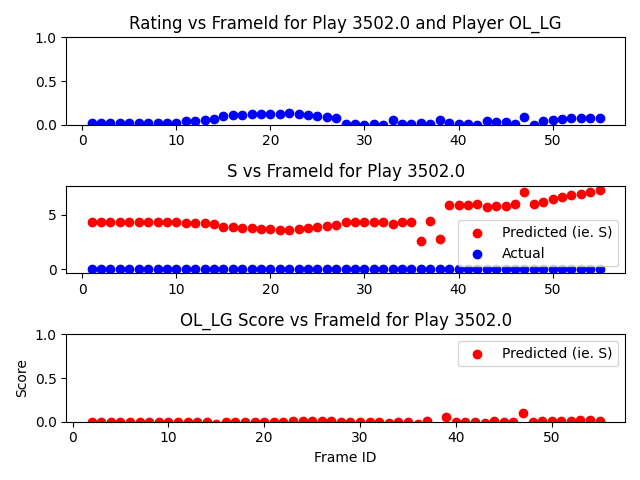 Rating vs FrameId for Play 3502.0 and Player OL_LG
1.0
0.5
0.0
0 10 20 30 40 50
S vs FrameId for Play 3502.0
5
0
Predicted (ie. S)
Actual
0 10 20 30 40 50
OL_LG Score vs FrameId for Play 3502.0
1.0
0.5
0.0
Score
Predicted (ie. S)
0 10 20 30 40 50
Frame ID